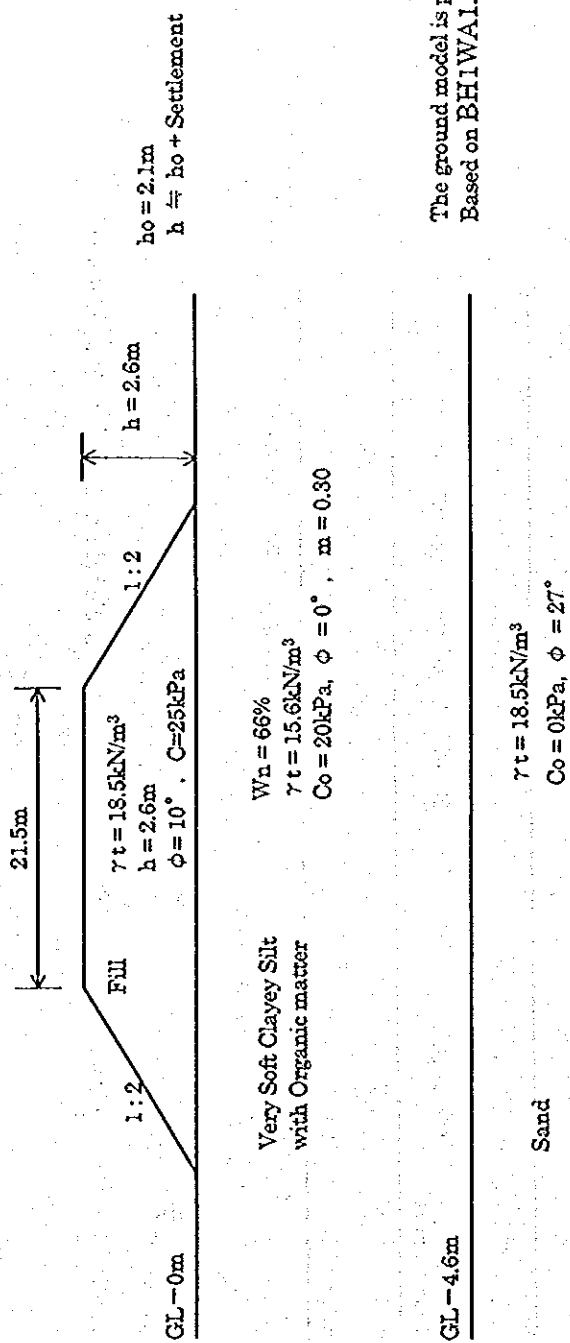 21.5m
1 : 2
Fill
γt=18.5kN/m³
h=2.6m
φ=10° , C=25kPa
1 : 2
h = 2.6m
ho = 2.1m
h ≒ ho + Settlement
GL−0m
Very Soft Clayey Silt
with Organic matter
Wn = 66%
γt=15.6kN/m³
Co=20kPa, φ = 0° , m = 0.30
The ground model is
Based on BH1WA1.
GL−4.6m
Sand
γt=18.5kN/m³
Co=0kPa, φ =27°